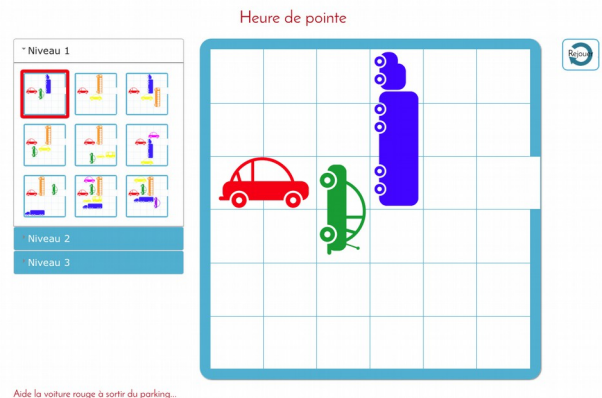 Heure de pointe
Niveau 1
Rejouer
Niveau 2
Niveau 3
Aide la voiture rouge à sortir du parking...